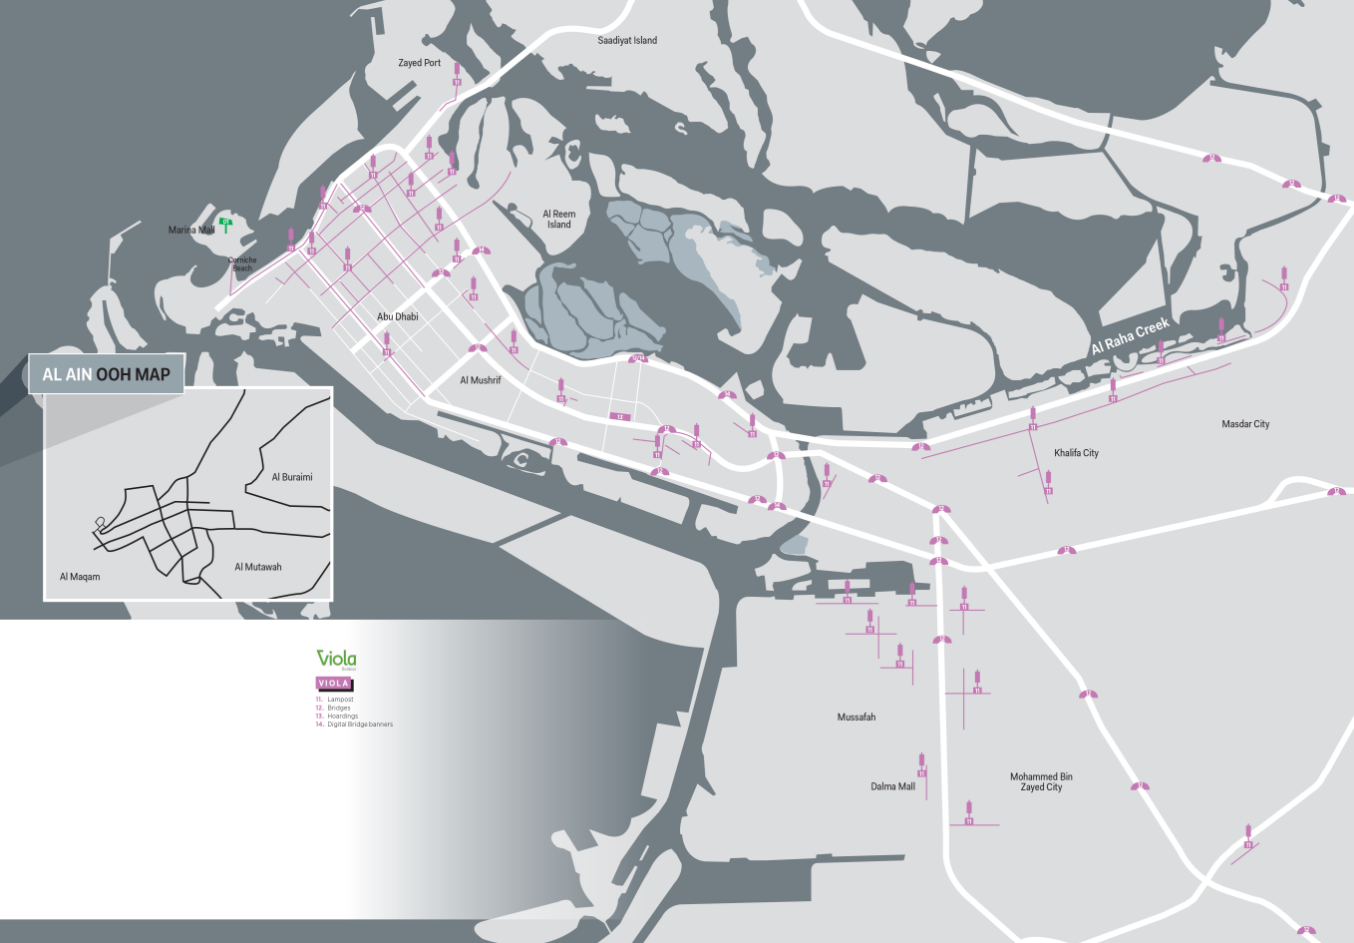 Saadiyat Island
Zayed Port
Al Reem
Island
Marina Mall
Corniche
Beach
Abu Dhabi
Al Raha Creek
AL AIN OOH MAP
Al Mushrif
Masdar City
Khalifa City
Al Buraimi
Al Mutawah
Al Maqam
Viola
VIOLA
11. Lampost
12. Bridges
13. Hoardings
14. Digital Bridge banners
Mussafah
Dalma Mall
Mohammed Bin
Zayed City